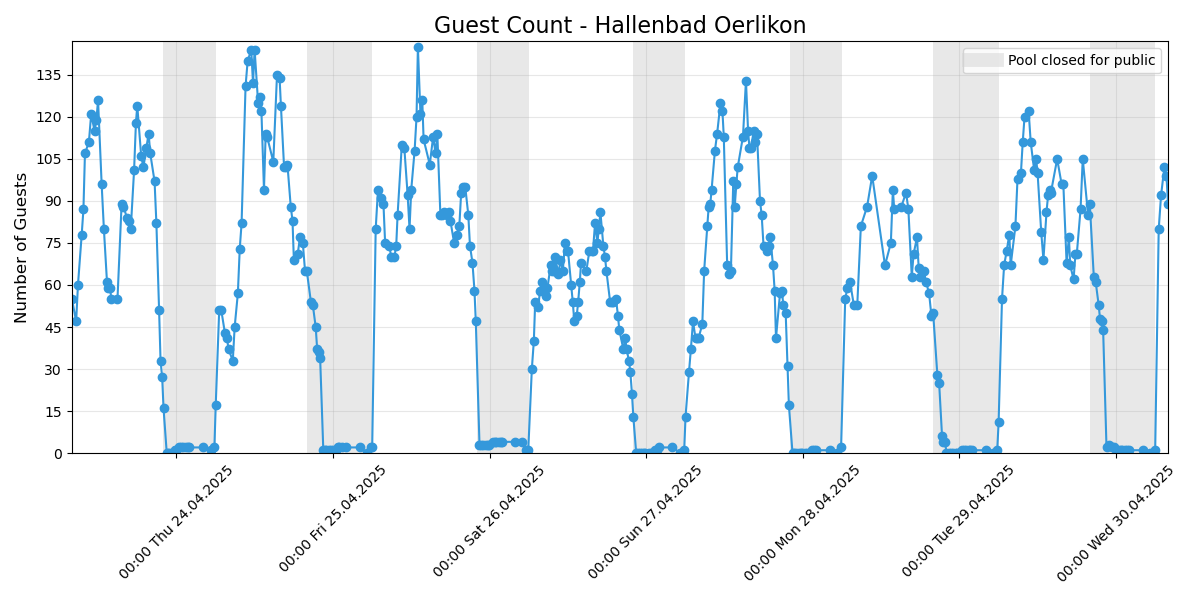 Guest Count - Hallenbad Oerlikon
Pool closed for public
Number of Guests
135
120
105
90
75
60
45
30
15
0
00:00 Thu 24.04.2025
00:00 Fri 25.04.2025
00:00 Sat 26.04.2025
00:00 Sun 27.04.2025
00:00 Mon 28.04.2025
00:00 Tue 29.04.2025
00:00 Wed 30.04.2025